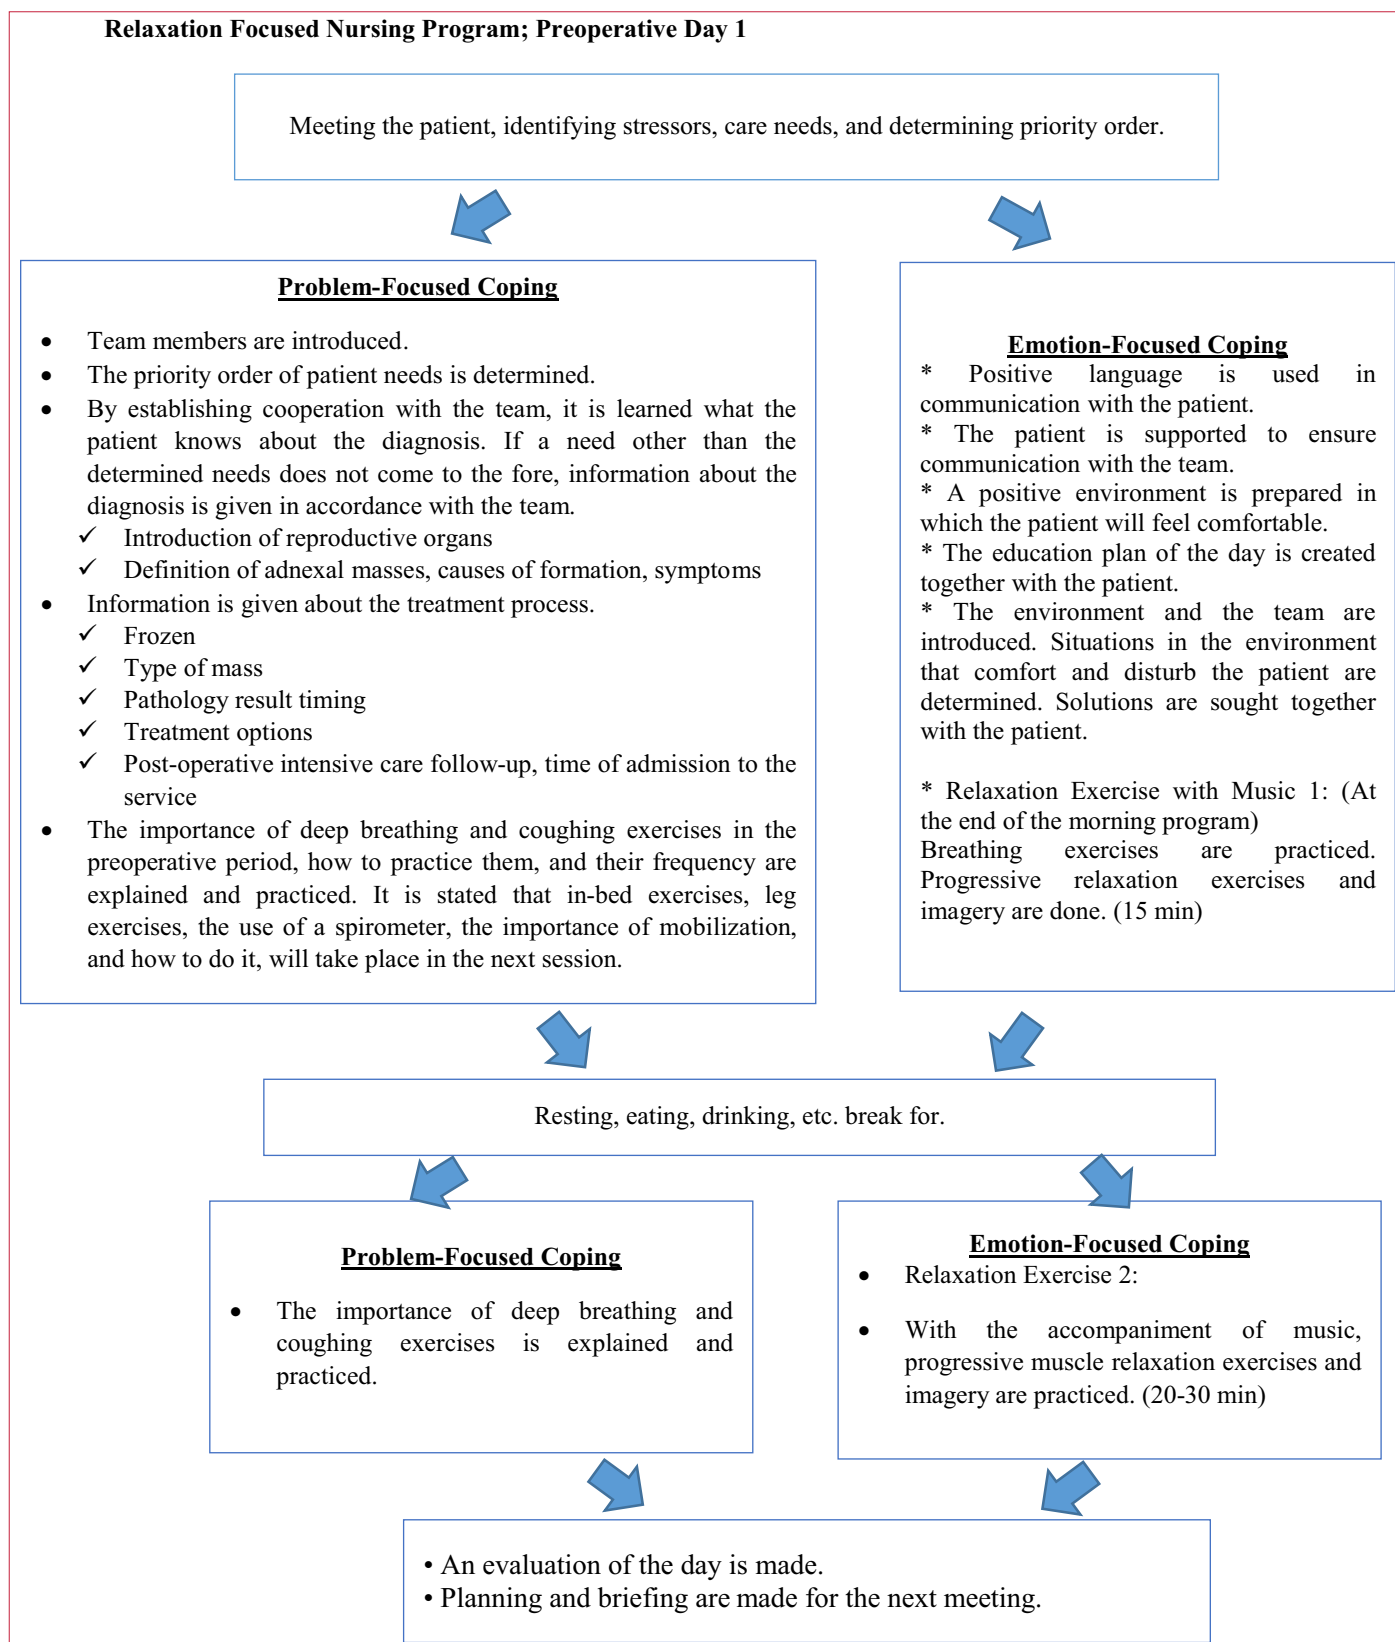 Relaxation Focused Nursing Program; Preoperative Day 1
Meeting the patient, identifying stressors, care needs, and determining priority order.
Problem-Focused Coping
• Team members are introduced.
• The priority order of patient needs is determined.
• By establishing cooperation with the team, it is learned what the
patient knows about the diagnosis. If a need other than the
determined needs does not come to the fore, information about the
diagnosis is given in accordance with the team.
✓ Introduction of reproductive organs
✓ Definition of adnexal masses, causes of formation, symptoms
• Information is given about the treatment process.
✓ Frozen
✓ Type of mass
✓ Pathology result timing
✓ Treatment options
✓ Post-operative intensive care follow-up, time of admission to the
service
• The importance of deep breathing and coughing exercises in the
preoperative period, how to practice them, and their frequency are
explained and practiced. It is stated that in-bed exercises, leg
exercises, the use of a spirometer, the importance of mobilization,
and how to do it, will take place in the next session.
Emotion-Focused Coping
* Positive language is used in
communication with the patient.
* The patient is supported to ensure
communication with the team.
* A positive environment is prepared in
which the patient will feel comfortable.
* The education plan of the day is created
together with the patient.
* The environment and the team are
introduced. Situations in the environment
that comfort and disturb the patient are
determined. Solutions are sought together
with the patient.
* Relaxation Exercise with Music 1: (At
the end of the morning program)
Breathing exercises are practiced.
Progressive relaxation exercises and
imagery are done. (15 min)
Resting, eating, drinking, etc. break for.
Problem-Focused Coping
• The importance of deep breathing and
coughing exercises is explained and
practiced.
Emotion-Focused Coping
• Relaxation Exercise 2:
• With the accompaniment of music,
progressive muscle relaxation exercises and
imagery are practiced. (20-30 min)
• An evaluation of the day is made.
• Planning and briefing are made for the next meeting.